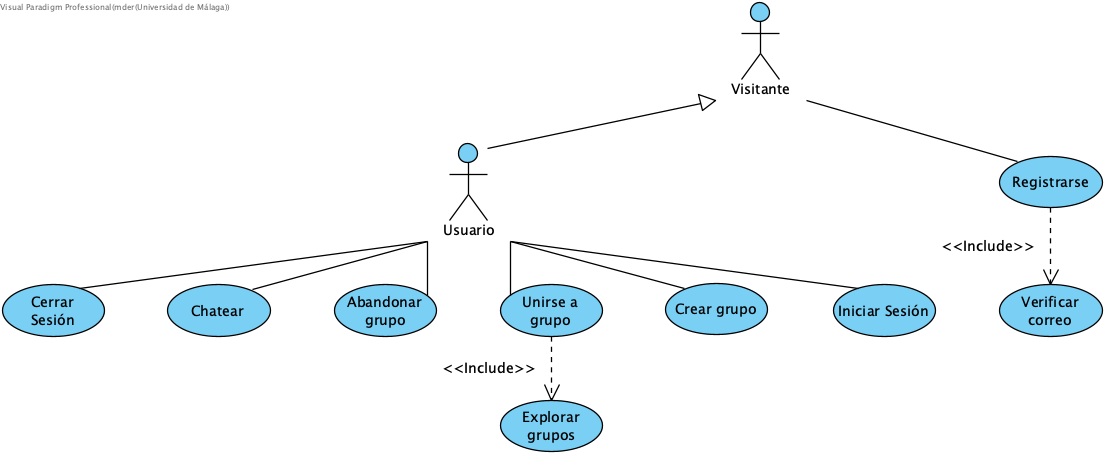 Visual Paradigm Professional(mder(Universidad de Málaga))
Visitante
Usuario
Registrarse
<<Include>>
Cerrar
Sesión
Chatear
Abandonar
grupo
Unirse a
grupo
Crear grupo
Iniciar Sesión
Verificar
correo
<<Include>>
Explorar
grupos